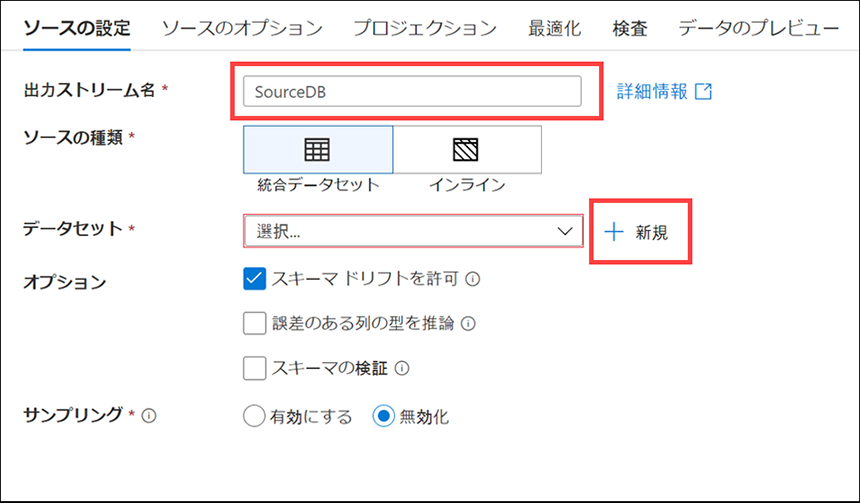 ソースの設定 ソースのオプション プロジェクション 最適化 検査 データのプレビュー
出力ストリーム名 * SourceDB 詳細情報
ソースの種類 *
統合データセット インライン
データセット * 選択... 新規
オプション スキーマ ドリフトを許可
誤差のある列の型を推論
スキーマの検証
サンプリング * 有効にする 無効化